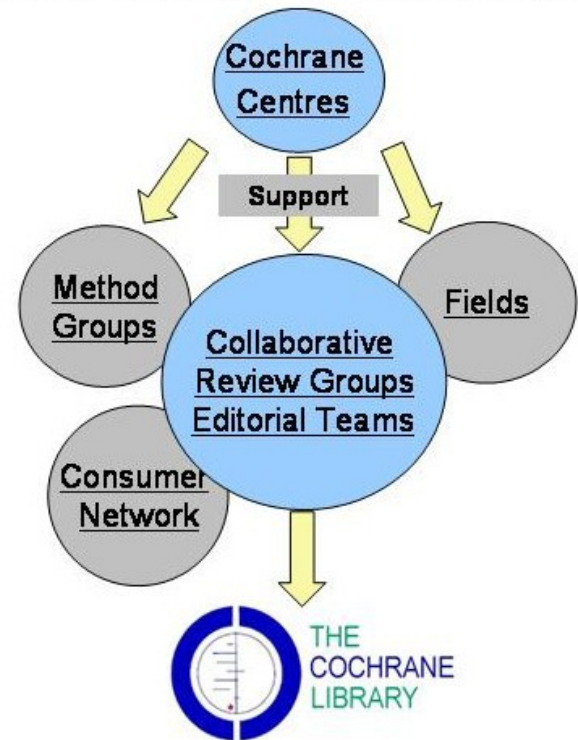 Cochrane
Centres
Support
Method
Groups
Fields
Collaborative
Review Groups
Editorial Teams
Consumer
Network
THE
COCHRANE
LIBRARY